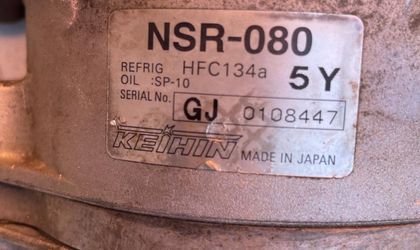 NSR-080
REFRIG HFC134a 5Y
OIL :SP-10
SERIAL No. GJ 0108447
KEIHIN MADE IN JAPAN